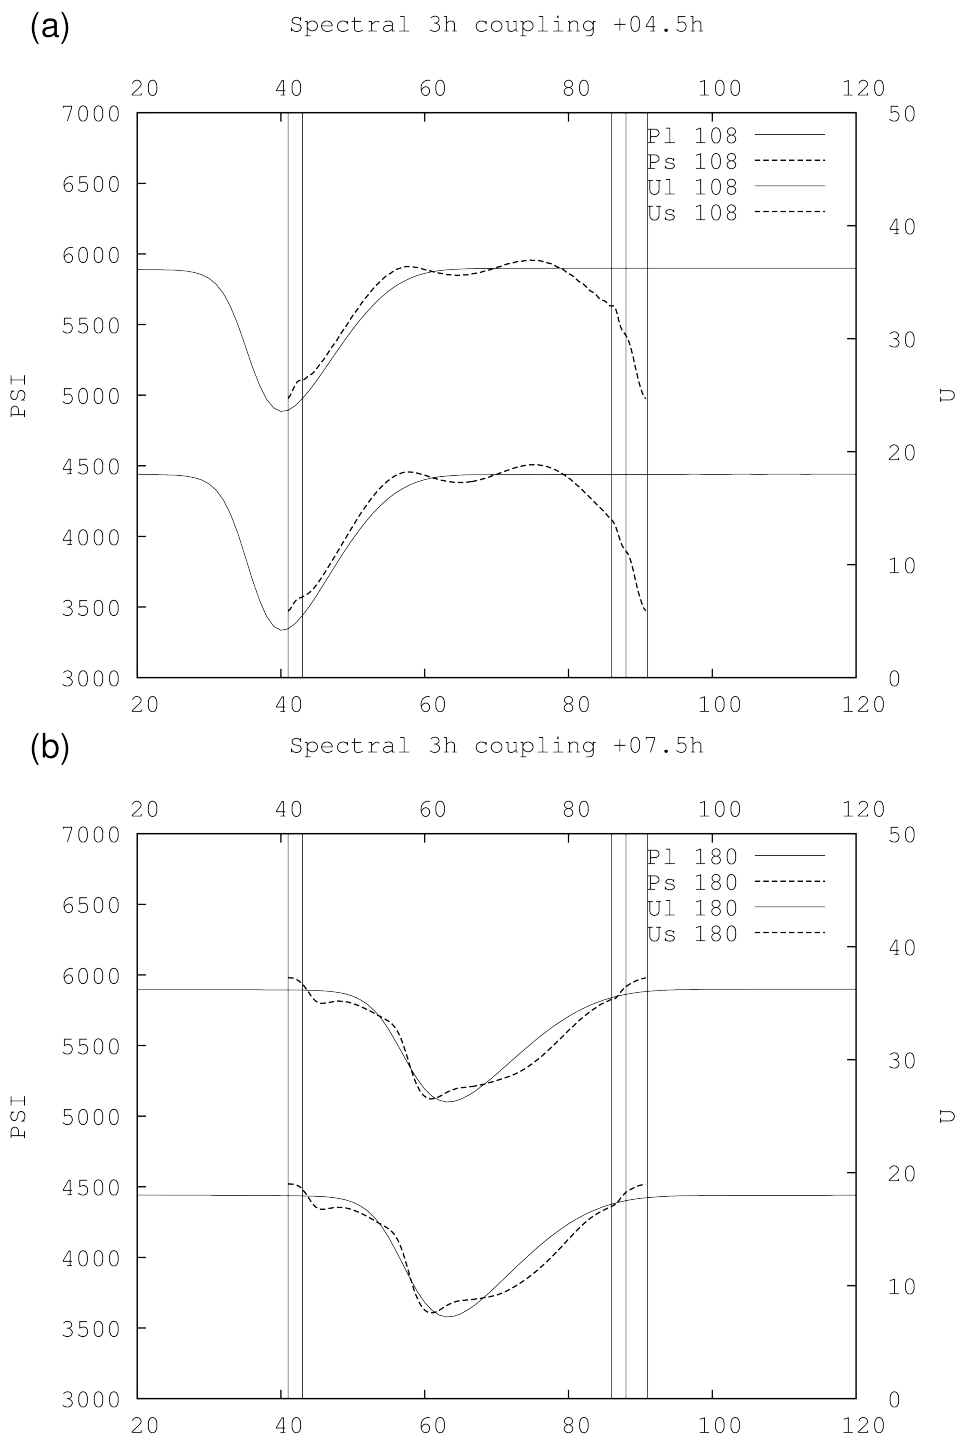 (a)
Spectral 3h coupling +04.5h
20 40 60 80 100 120
7000 50
Pl 108
Ps 108
6500
Ul 108
Us 108
40
6000
5500
30
PSI 5000 U
4500
20
4000
10
3500
3000 0
20 40 60 80 100 120
(b)
Spectral 3h coupling +07.5h
20 40 60 80 100 120
7000 50
Pl 180
Ps 180
6500
Ul 180
Us 180
40
6000
5500
30
PSI 5000 U
4500
20
4000
10
3500
3000 0
20 40 60 80 100 120